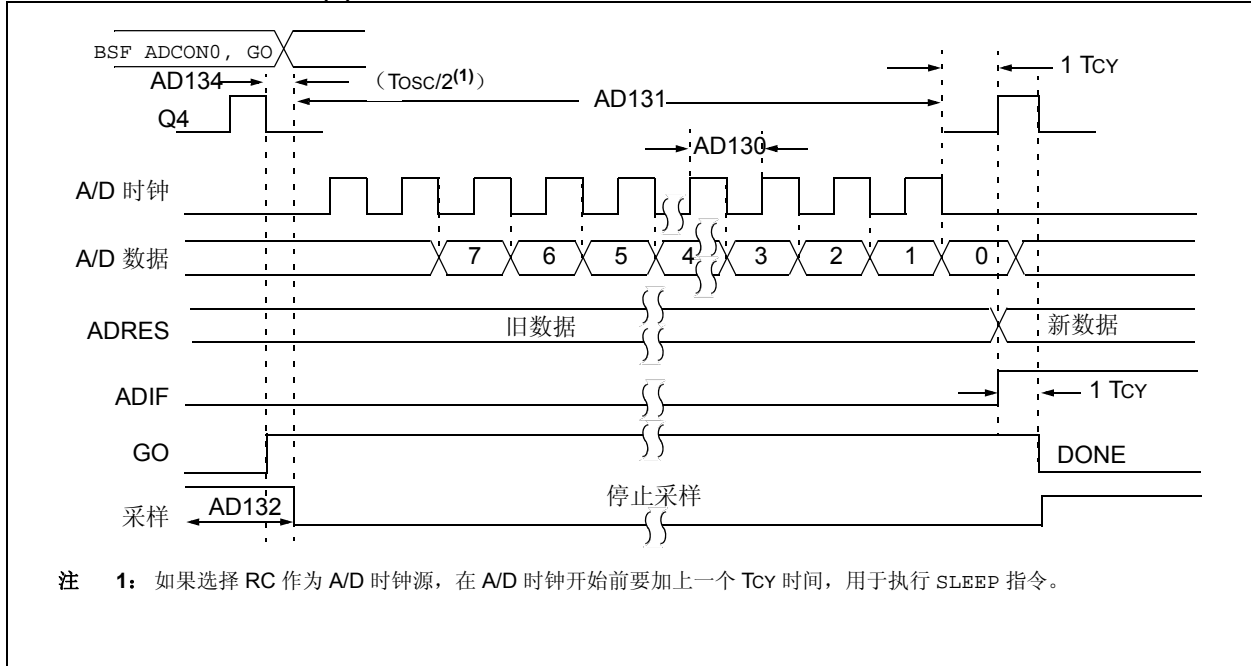 BSF ADCON0, GO
AD134
（TOSC/2(1)）
1 TCY
AD131
Q4
AD130
A/D 时钟
A/D 数据
7 6 5 4 3 2 1 0
ADRES
旧数据
新数据
ADIF
1 TCY
GO
DONE
采样
AD132
停止采样
注 1： 如果选择 RC 作为 A/D 时钟源，在 A/D 时钟开始前要加上一个 TCY 时间，用于执行 SLEEP 指令。